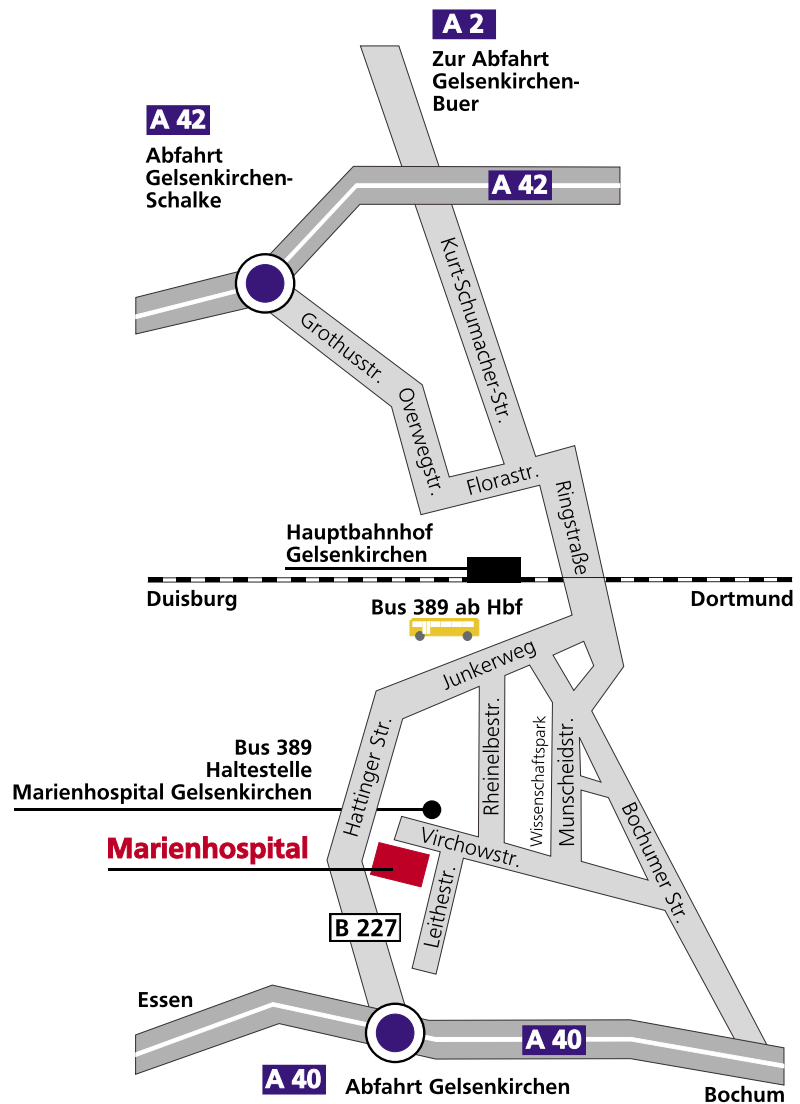 A 2
Zur Abfahrt
Gelsenkirchen-
Buer
A 42
Abfahrt
Gelsenkirchen-
Schalke
A 42
Kurt-Schumacher-Str.
Grothusstr.
Overwegstr.
Florastr.
Ringstraße
Hauptbahnhof
Gelsenkirchen
Duisburg
Dortmund
Bus 389 ab Hbf
Junkerweg
Hattinger Str.
Rheinelbestr.
Wissenschaftspark
Munscheidstr.
Bus 389
Haltestelle
Marienhospital Gelsenkirchen
Bochumer Str.
Virchowstr.
Marienhospital
Leithestr.
B 227
Essen
A 40
A 40
Abfahrt Gelsenkirchen
Bochum